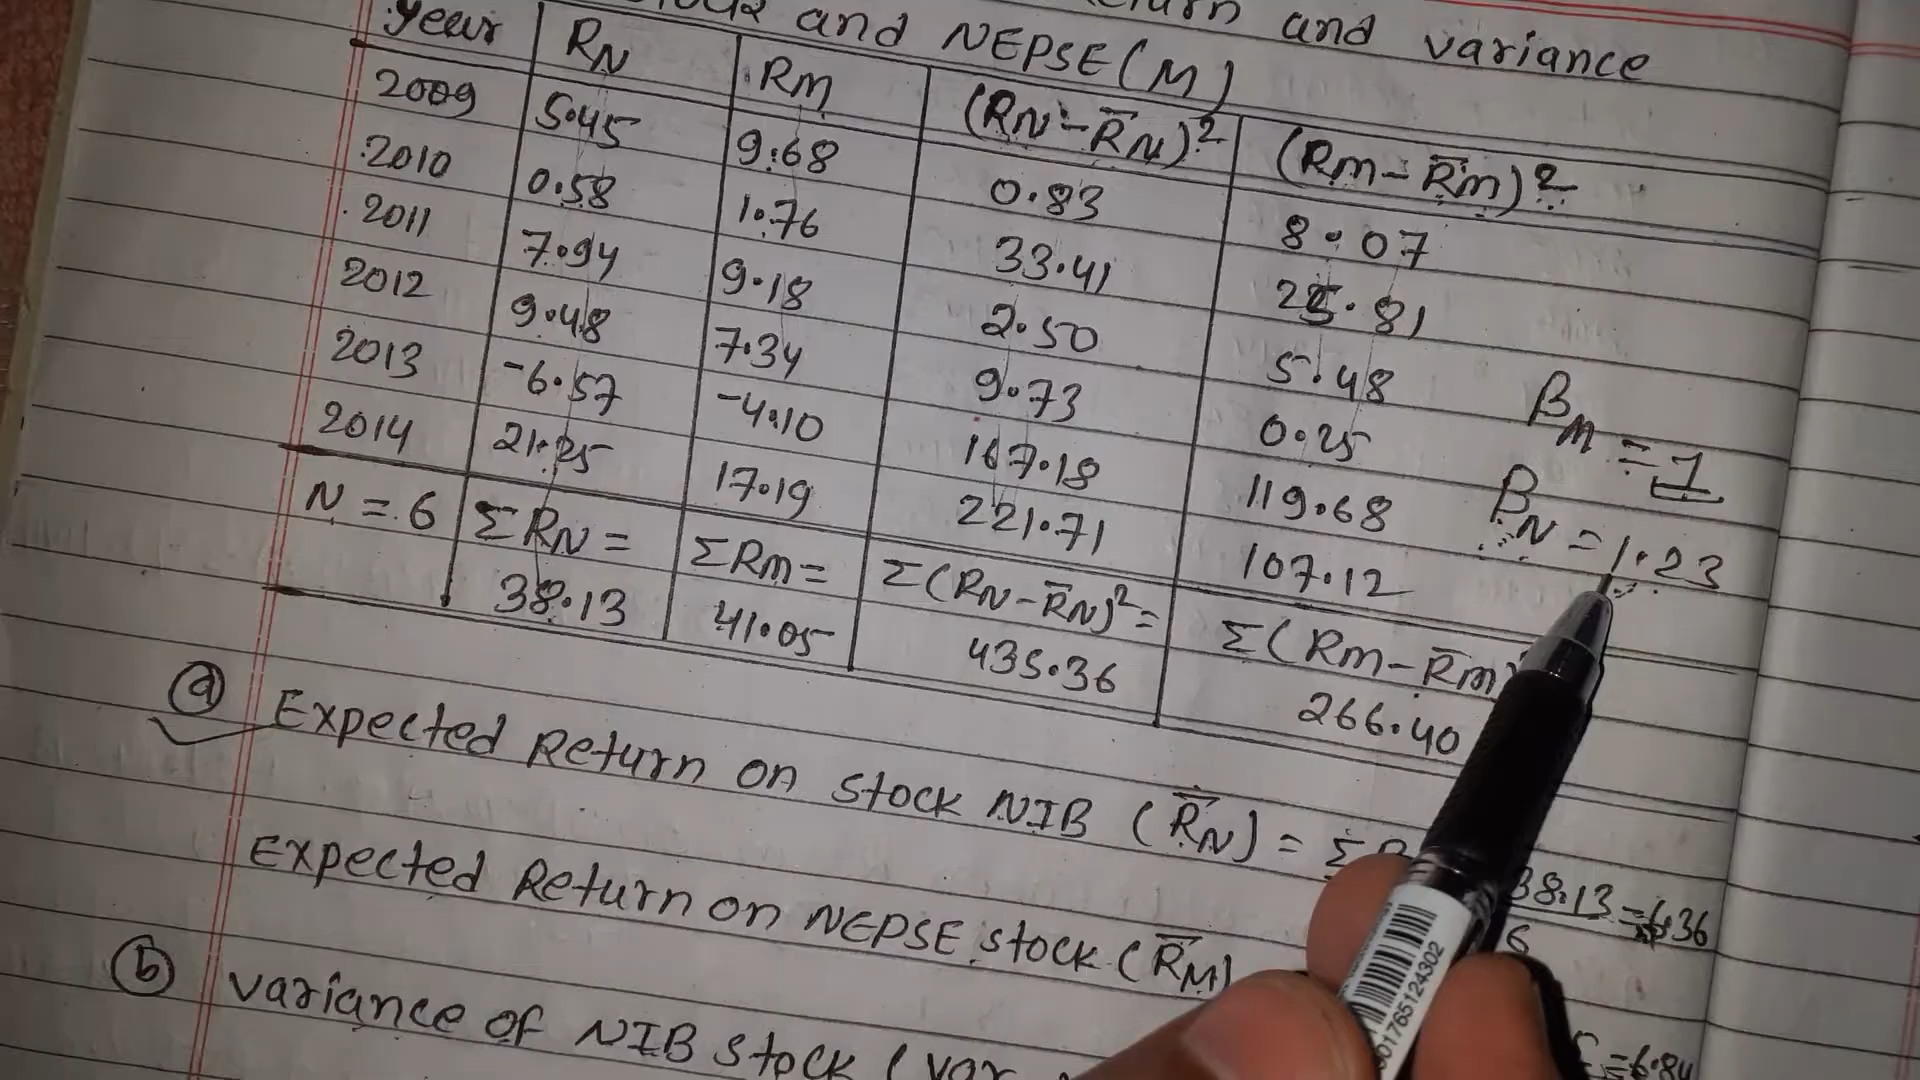 and NEPSE(M) and variance
Year RN RM (RN-R̄N)² (Rm-R̄m)²
2009 5.45 9.68 0.83 8.07
2010 0.58 1.76 33.41 25.81
2011 7.94 9.18 2.50 5.48
2012 9.48 7.34 9.73 0.25
2013 -6.57 -4.10 167.18 119.68
2014 21.25 17.19 221.71 107.12
βM = 1
βN = 1.23
N = 6 ΣRN = 38.13 ΣRm = 41.05 Σ(RN-R̄N)² = 435.36 Σ(Rm-R̄m) 266.40
(a) Expected Return on stock NIB (R̄N) = 38.13/6 = 6.36
Expected Return on NEPSE stock (R̄M) = 6.84
(b) variance of NIB stock (var